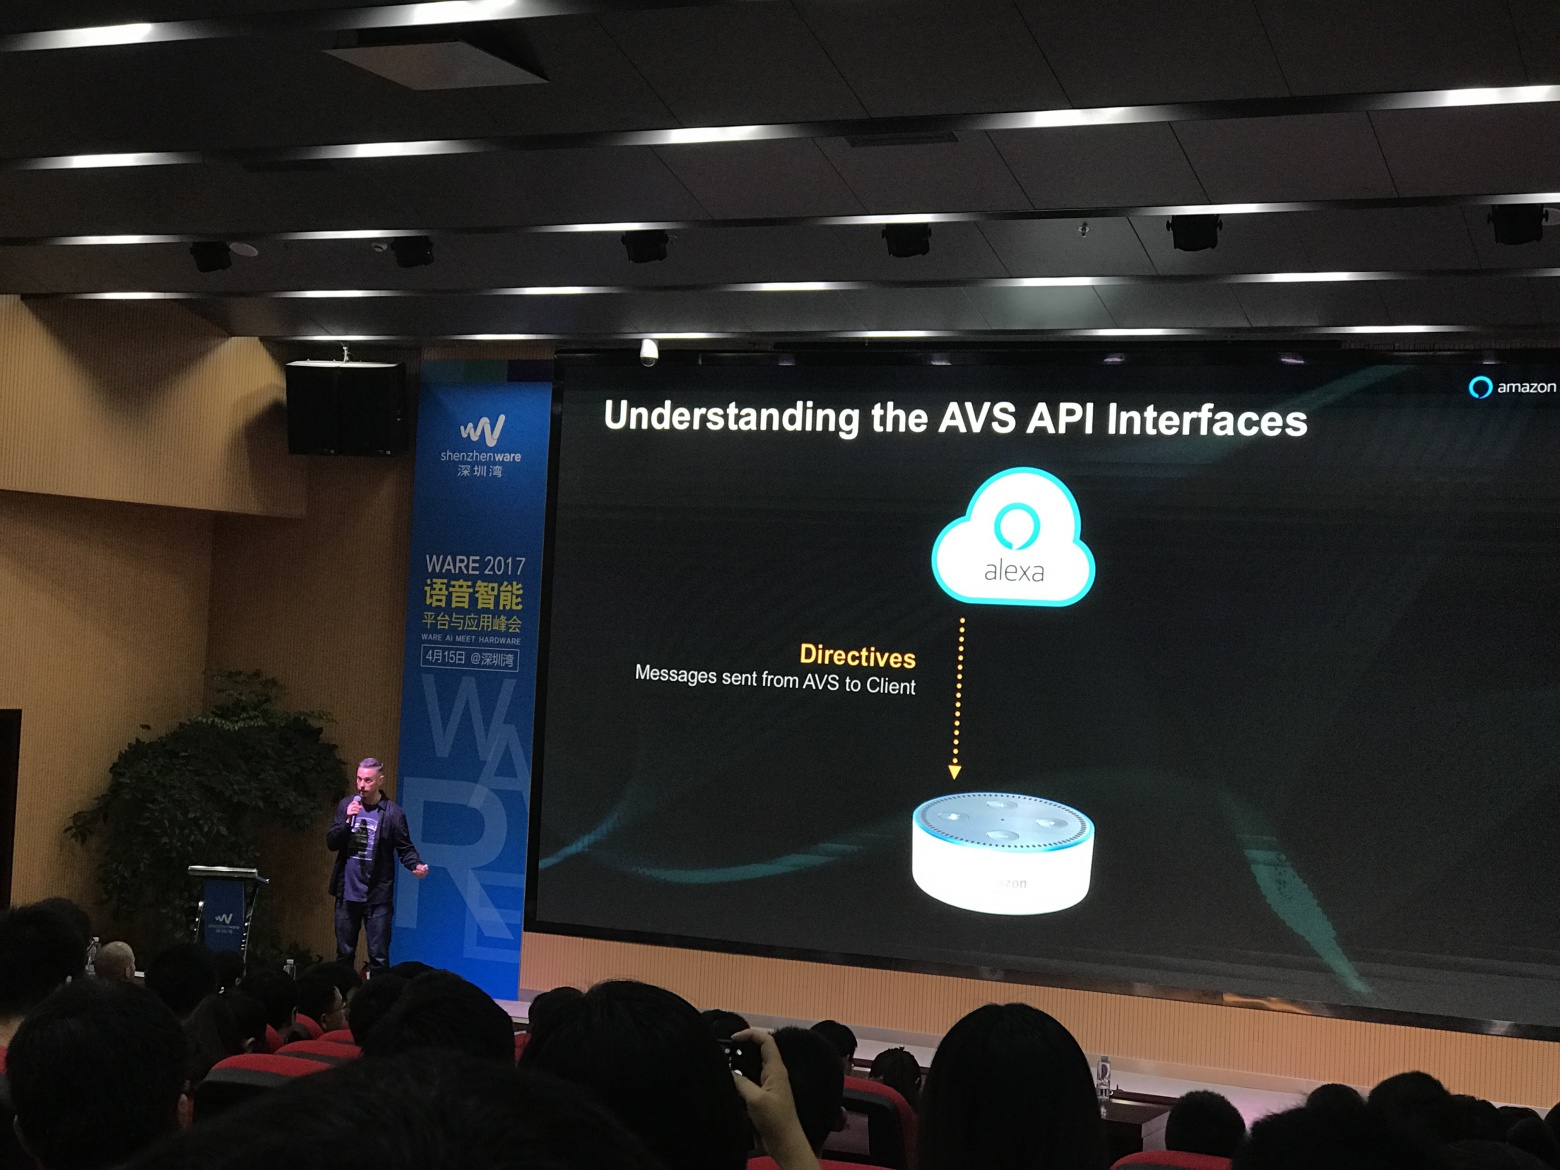 Understanding the AVS API Interfaces
amazon
alexa
Directives
Messages sent from AVS to Client
shenzhenware
深圳湾
WARE 2017
语音智能
平台与应用峰会
WARE AI MEET HARDWARE
4月15日 @深圳湾
WARE